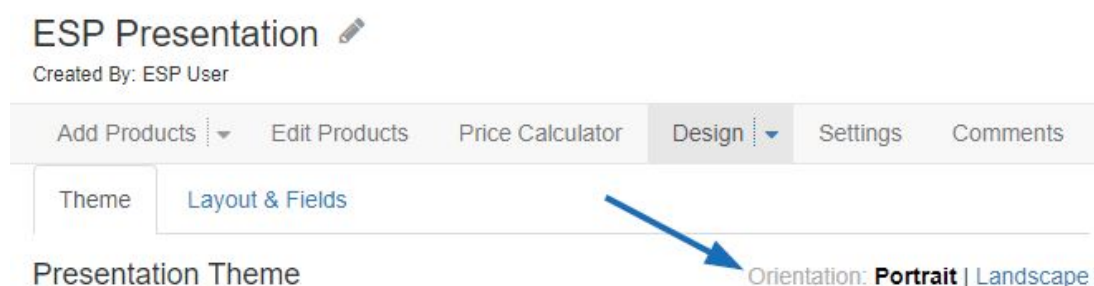 ESP Presentation
Created By: ESP User
Add Products Edit Products Price Calculator Design Settings Comments
Theme Layout & Fields
Presentation Theme Orientation: Portrait | Landscape